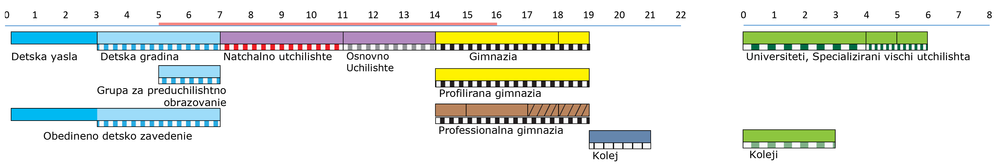 0 1 2 3 4 5 6 7 8 9 10 11 12 13 14 15 16 17 18 19 20 21 22
0 1 2 3 4 5 6 7 8
Detska yasla
Detska gradina
Natchalno utchilishte
Osnovno
Uchilishte
Gimnazia
Universiteti, Specializirani vischi utchilishta
Grupa za preduchilishtno
obrazovanie
Profilirana gimnazia
Obedineno detsko zavedenie
Professionalna gimnazia
Kolej
Koleji